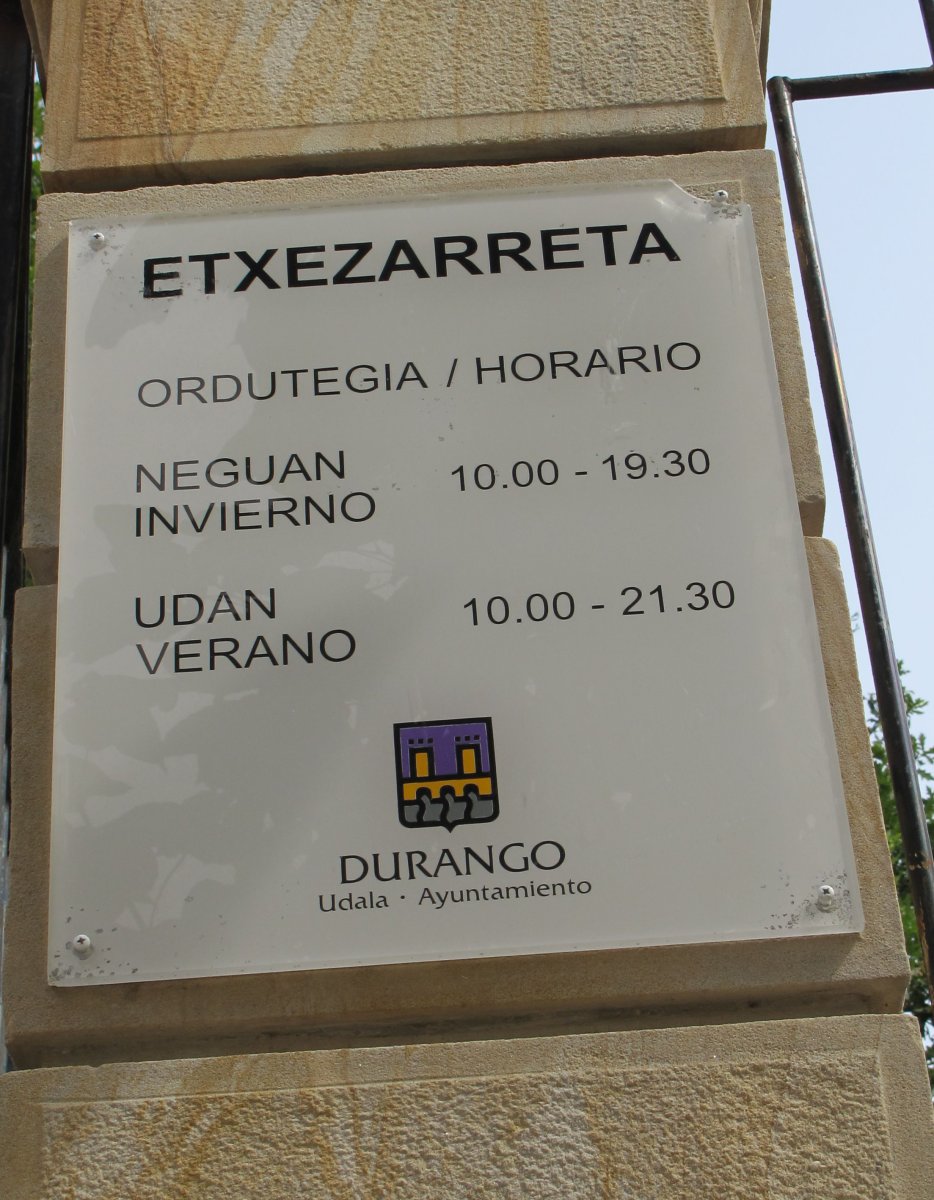 ETXEZARRETA
ORDUTEGIA / HORARIO
NEGUAN 10.00 - 19.30
INVIERNO
UDAN 10.00 - 21.30
VERANO
DURANGO
Udala · Ayuntamiento